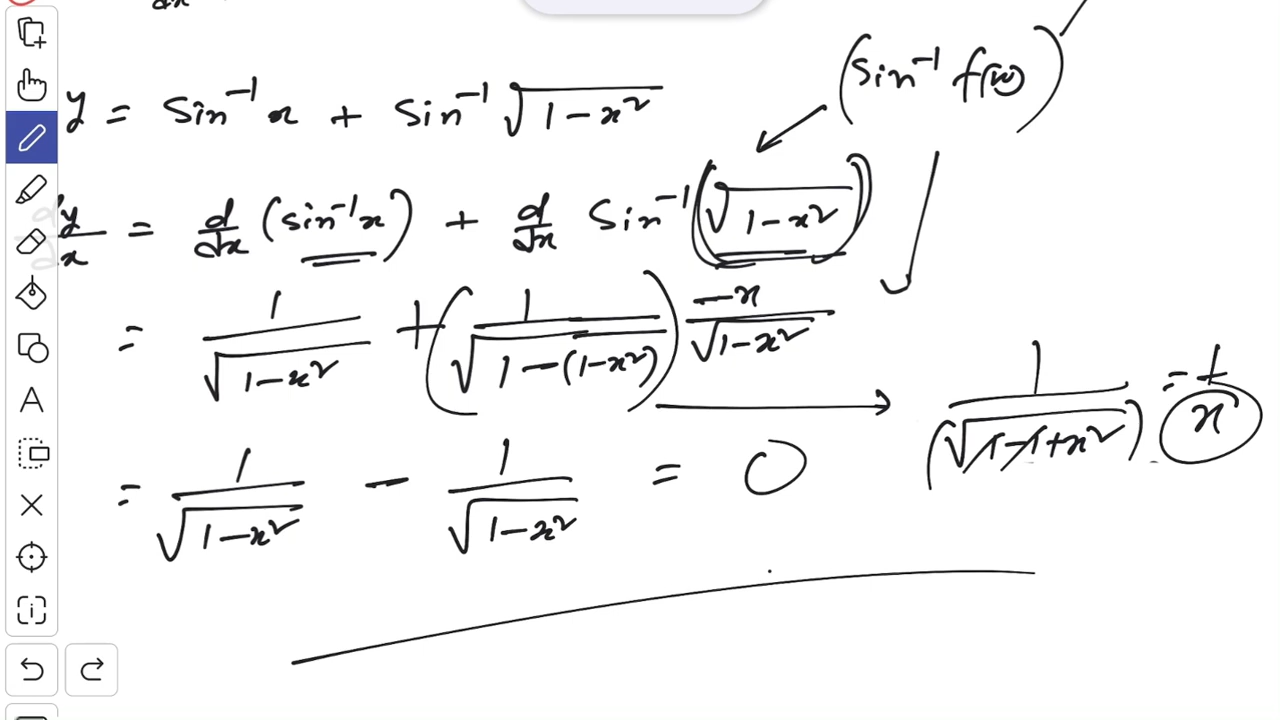 dx
(sin⁻¹ f(x))
y = sin⁻¹ x + sin⁻¹ √(1-x²)
dy/dx = d/dx (sin⁻¹x) + d/dx sin⁻¹(√(1-x²))
= 1/√(1-x²) + (1/√(1-(1-x²))) -x/√(1-x²)
1/(√(1-1+x²)) = 1/x
= 1/√(1-x²) - 1/√(1-x²) = 0